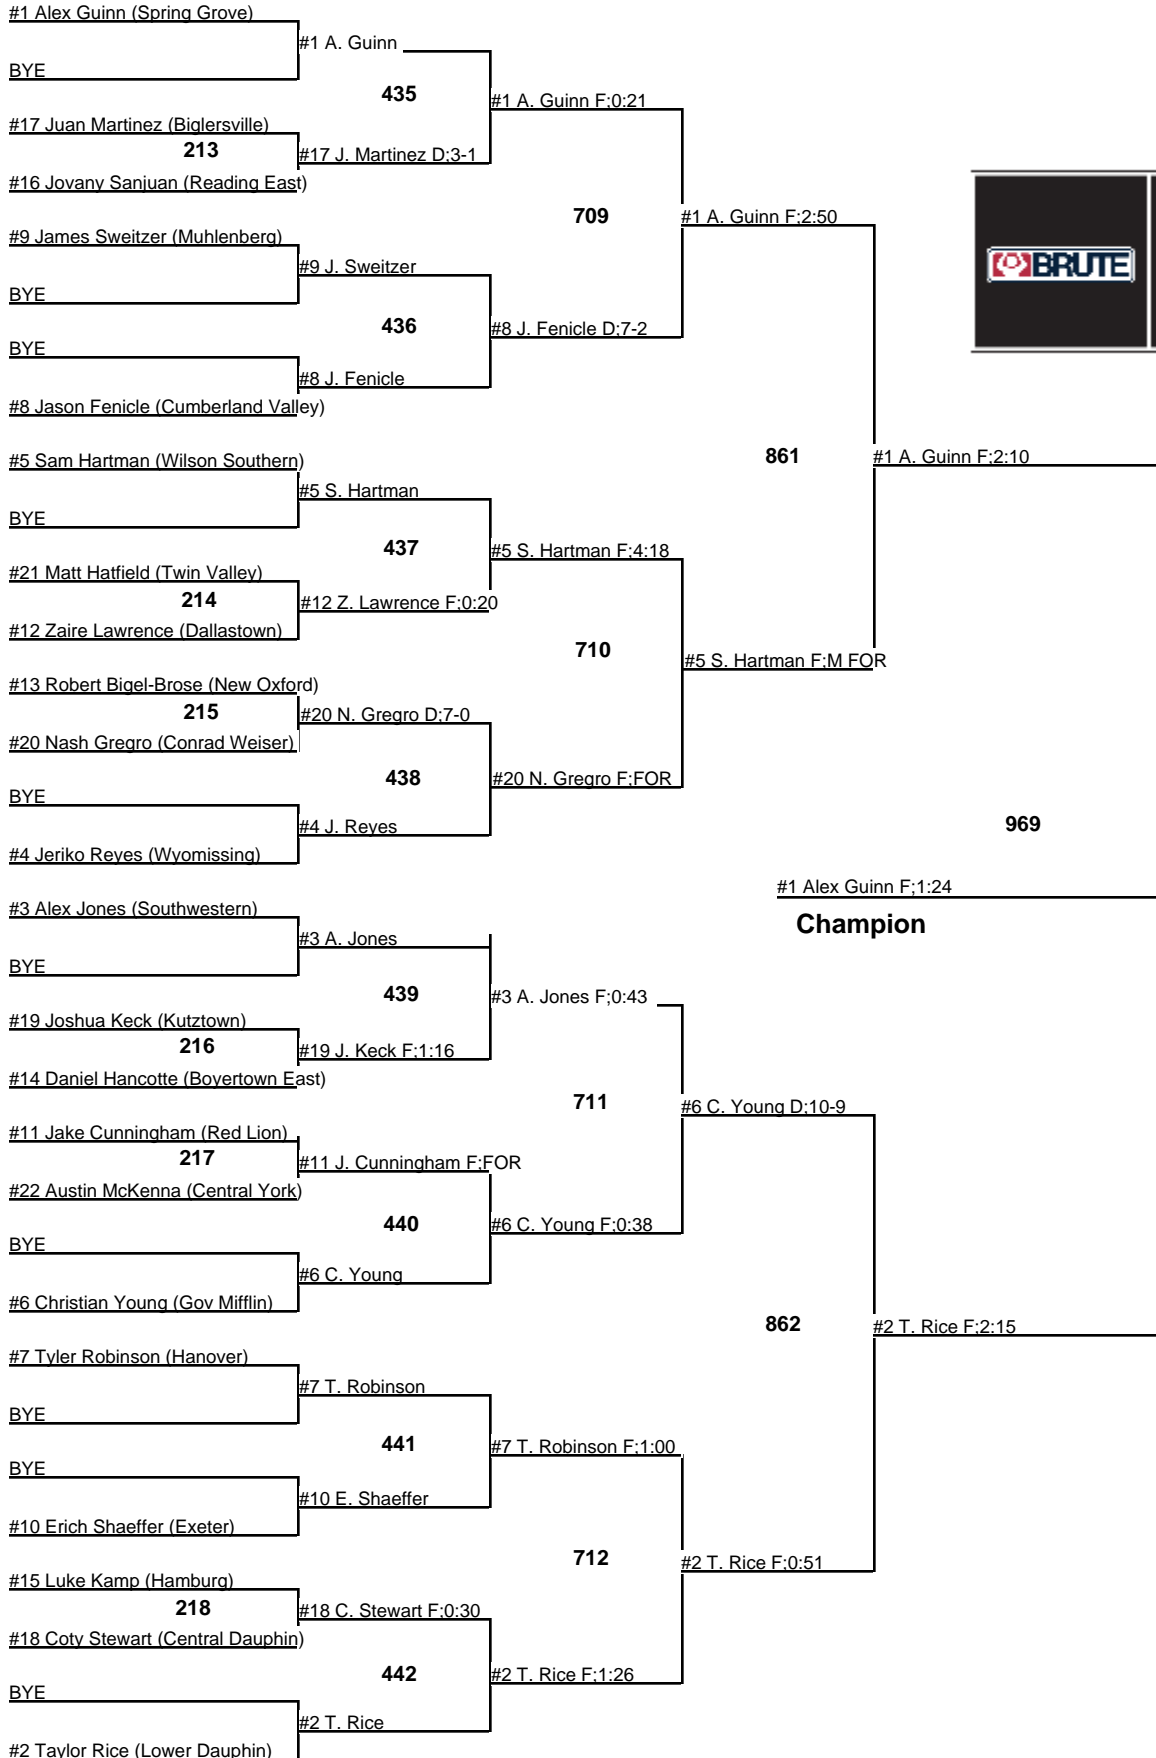 #1 Alex Guinn (Spring Grove)
#1 A. Guinn
BYE
435
#1 A. Guinn F;0:21
#17 Juan Martinez (Biglersville)
213
#17 J. Martinez D;3-1
#16 Jovany Sanjuan (Reading East)
709
#1 A. Guinn F;2:50
#9 James Sweitzer (Muhlenberg)
#9 J. Sweitzer
BRUTE
BYE
436
#8 J. Fenicle D;7-2
BYE
#8 J. Fenicle
#8 Jason Fenicle (Cumberland Valley)
861
#1 A. Guinn F;2:10
#5 Sam Hartman (Wilson Southern)
#5 S. Hartman
BYE
437
#5 S. Hartman F;4:18
#21 Matt Hatfield (Twin Valley)
214
#12 Z. Lawrence F;0:20
#12 Zaire Lawrence (Dallastown)
710
#5 S. Hartman F;M FOR
#13 Robert Bigel-Brose (New Oxford)
215
#20 N. Gregro D;7-0
#20 Nash Gregro (Conrad Weiser)
438
#20 N. Gregro F;FOR
BYE
#4 J. Reyes
#4 Jeriko Reyes (Wyomissing)
969
#1 Alex Guinn F;1:24
Champion
#3 Alex Jones (Southwestern)
#3 A. Jones
BYE
439
#3 A. Jones F;0:43
#19 Joshua Keck (Kutztown)
216
#19 J. Keck F;1:16
#14 Daniel Hancotte (Boyertown East)
711
#6 C. Young D;10-9
#11 Jake Cunningham (Red Lion)
217
#11 J. Cunningham F;FOR
#22 Austin McKenna (Central York)
440
#6 C. Young F;0:38
BYE
#6 C. Young
#6 Christian Young (Gov Mifflin)
862
#2 T. Rice F;2:15
#7 Tyler Robinson (Hanover)
#7 T. Robinson
BYE
441
#7 T. Robinson F;1:00
BYE
#10 E. Shaeffer
#10 Erich Shaeffer (Exeter)
712
#2 T. Rice F;0:51
#15 Luke Kamp (Hamburg)
218
#18 C. Stewart F;0:30
#18 Coty Stewart (Central Dauphin)
442
#2 T. Rice F;1:26
BYE
#2 T. Rice
#2 Taylor Rice (Lower Dauphin)